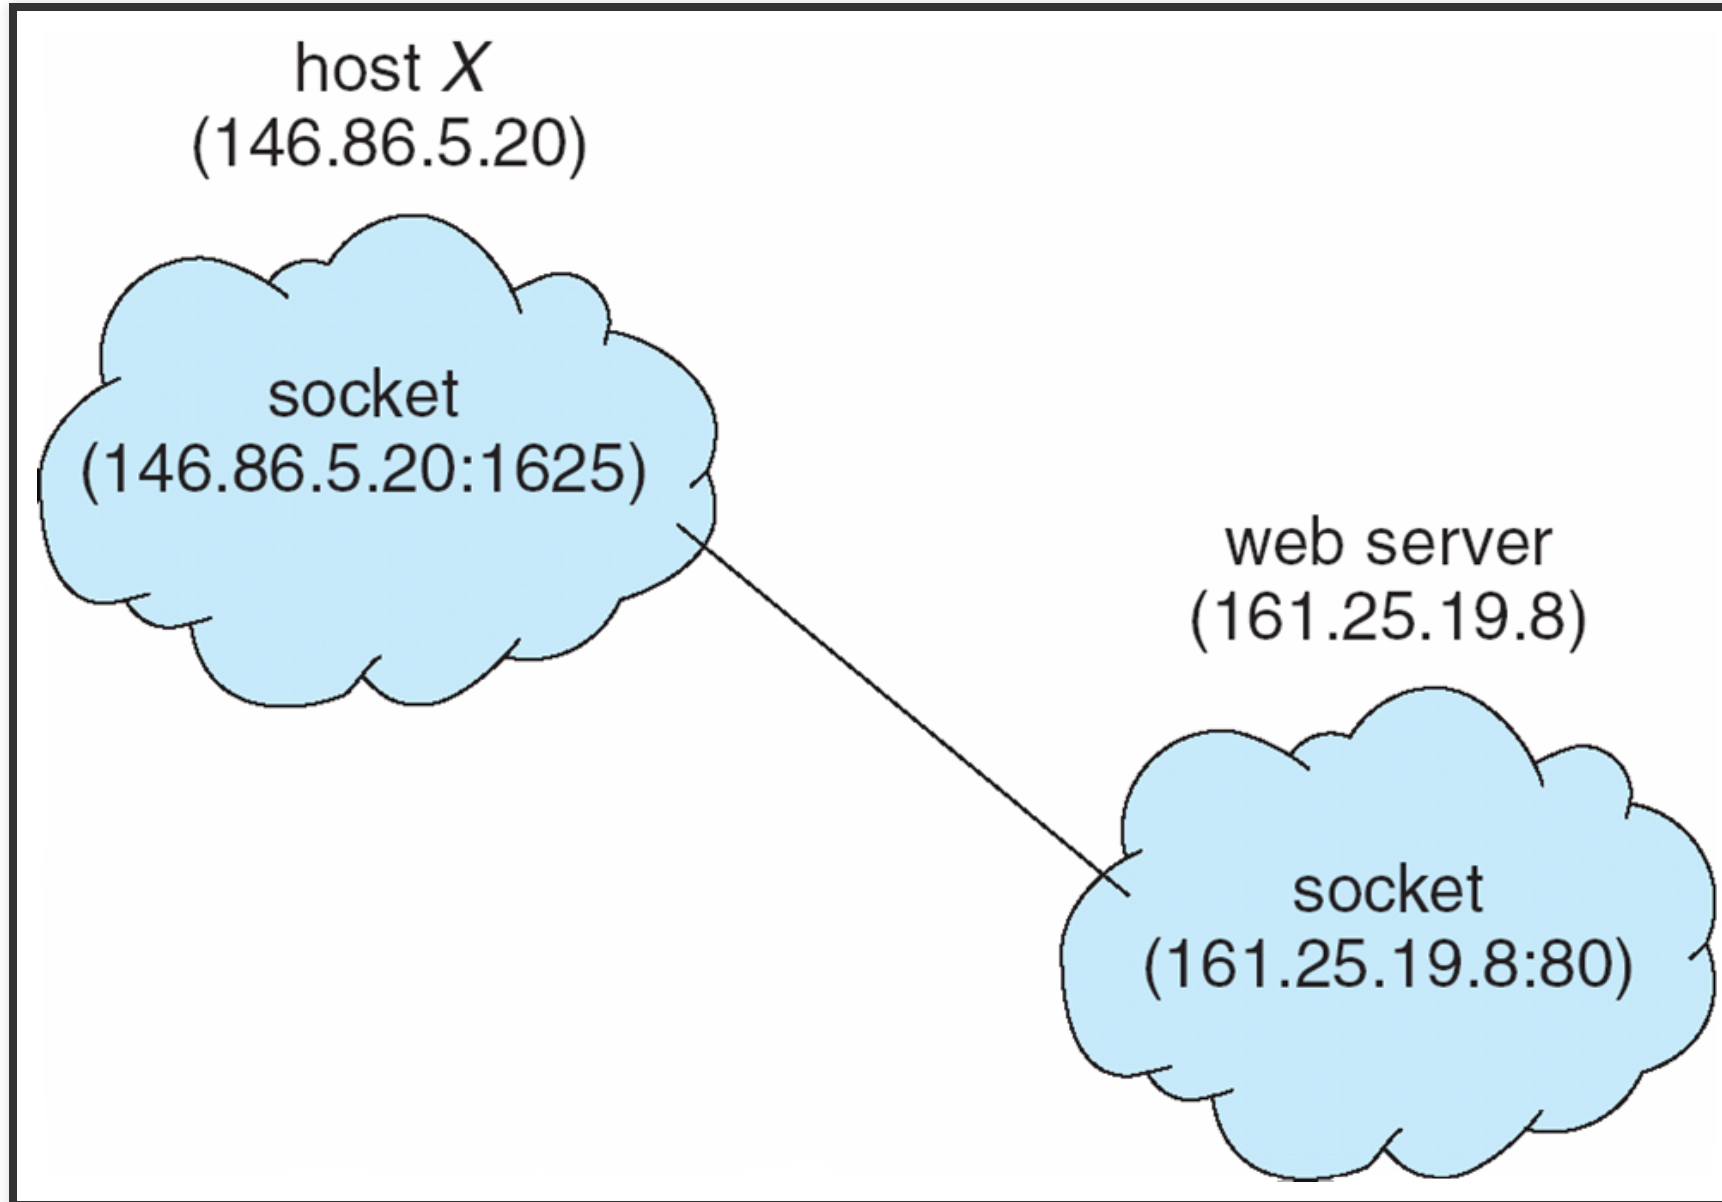 host X
(146.86.5.20)
socket
(146.86.5.20:1625)
web server
(161.25.19.8)
socket
(161.25.19.8:80)